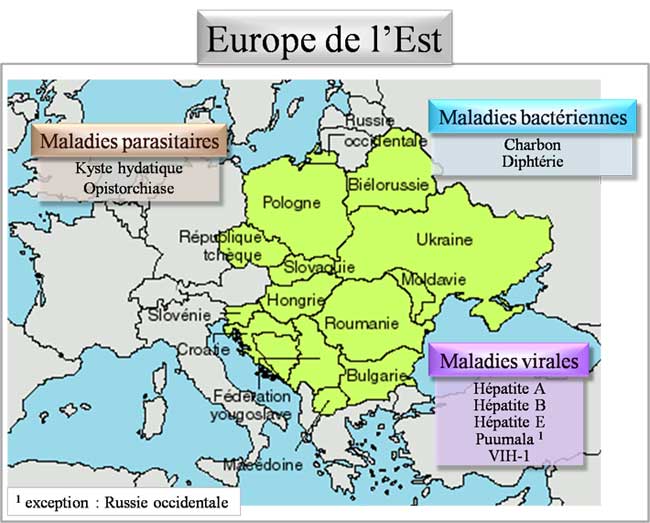 Europe de l'Est
Maladies parasitaires
Kyste hydatique
Opistorchiase
Maladies bactériennes
Charbon
Diphtérie
Russie
occidentale
Biélorussie
Pologne
Ukraine
République
tchèque
Slovaquie
Moldavie
Hongrie
Slovénie
Roumanie
Croatie
Bulgarie
Fédération
yougoslave
Macédoine
Maladies virales
Hépatite A
Hépatite B
Hépatite E
Puumala ¹
VIH-1
¹ exception : Russie occidentale